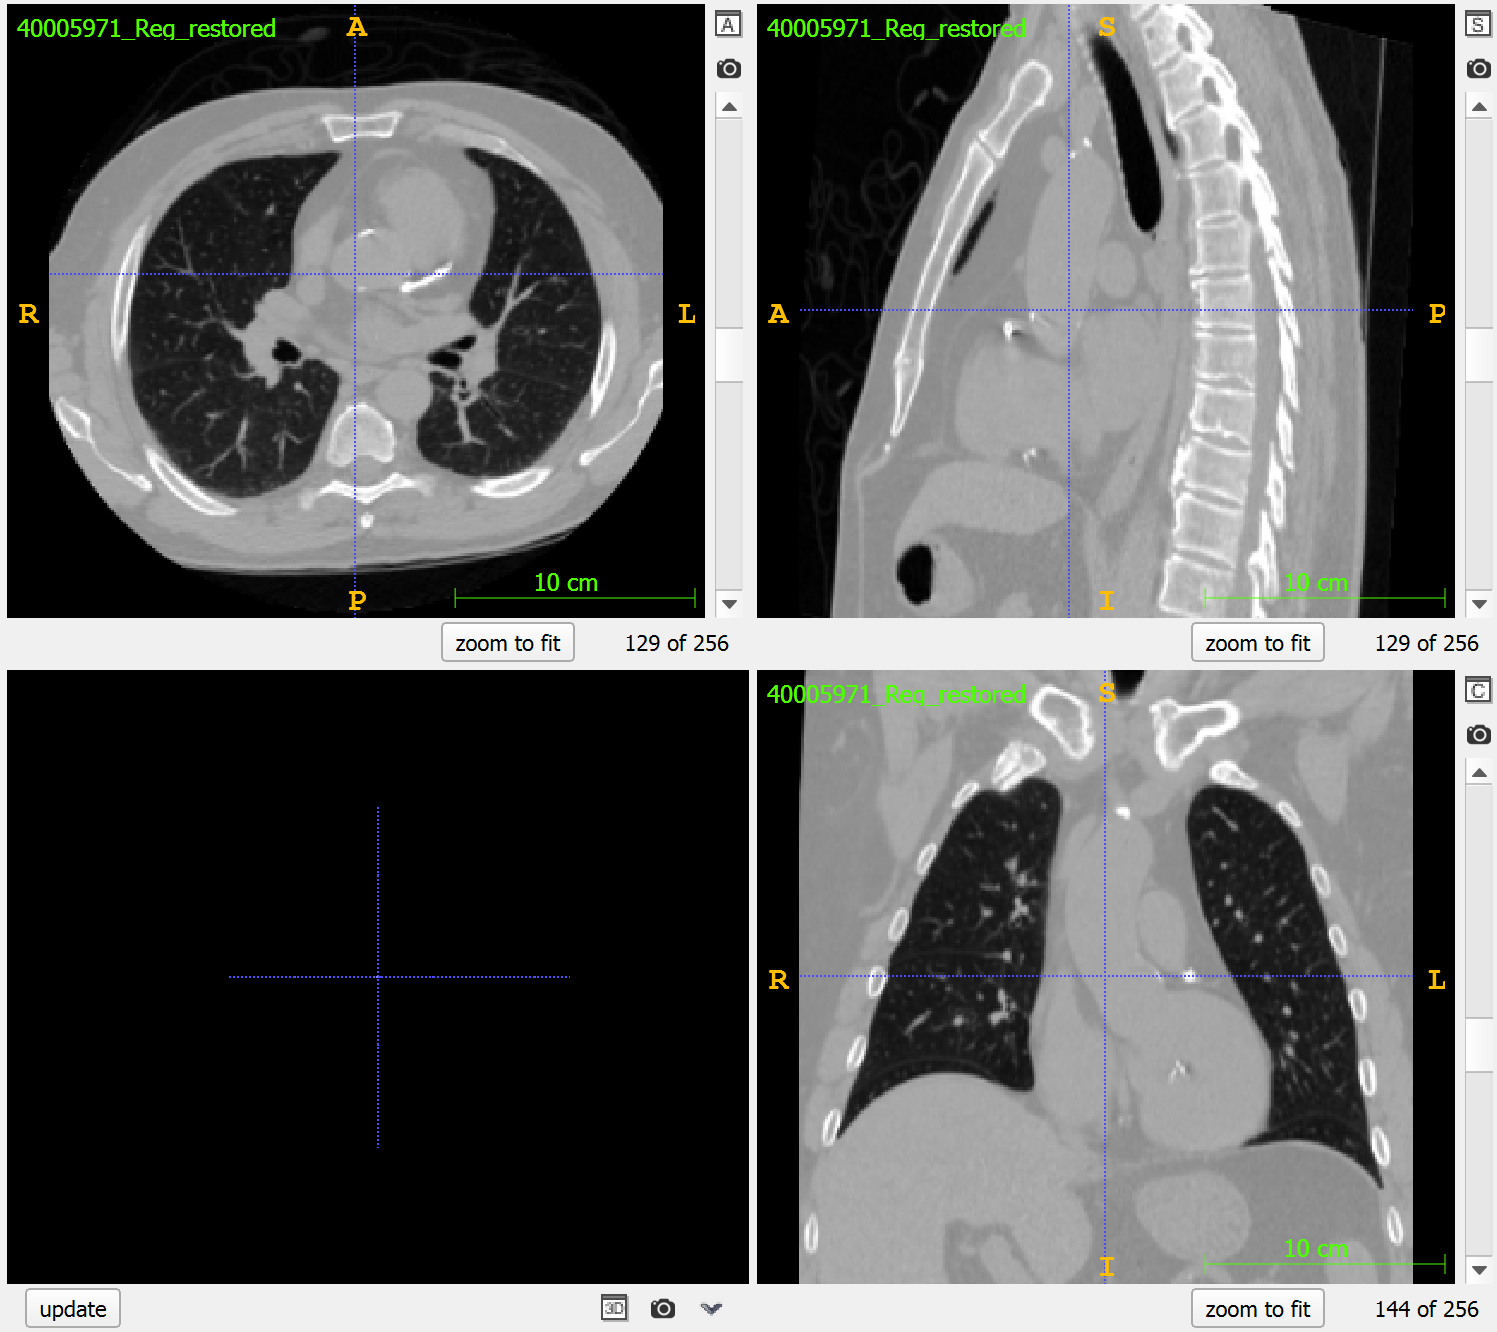 40005971_Reg_restored
A
A
R
L
P
10 cm
zoom to fit
129 of 256
40005971_Reg_restored
S
S
A
P
I
10 cm
zoom to fit
129 of 256
update
3D
40005971_Reg_restored
S
C
R
L
I
10 cm
zoom to fit
144 of 256